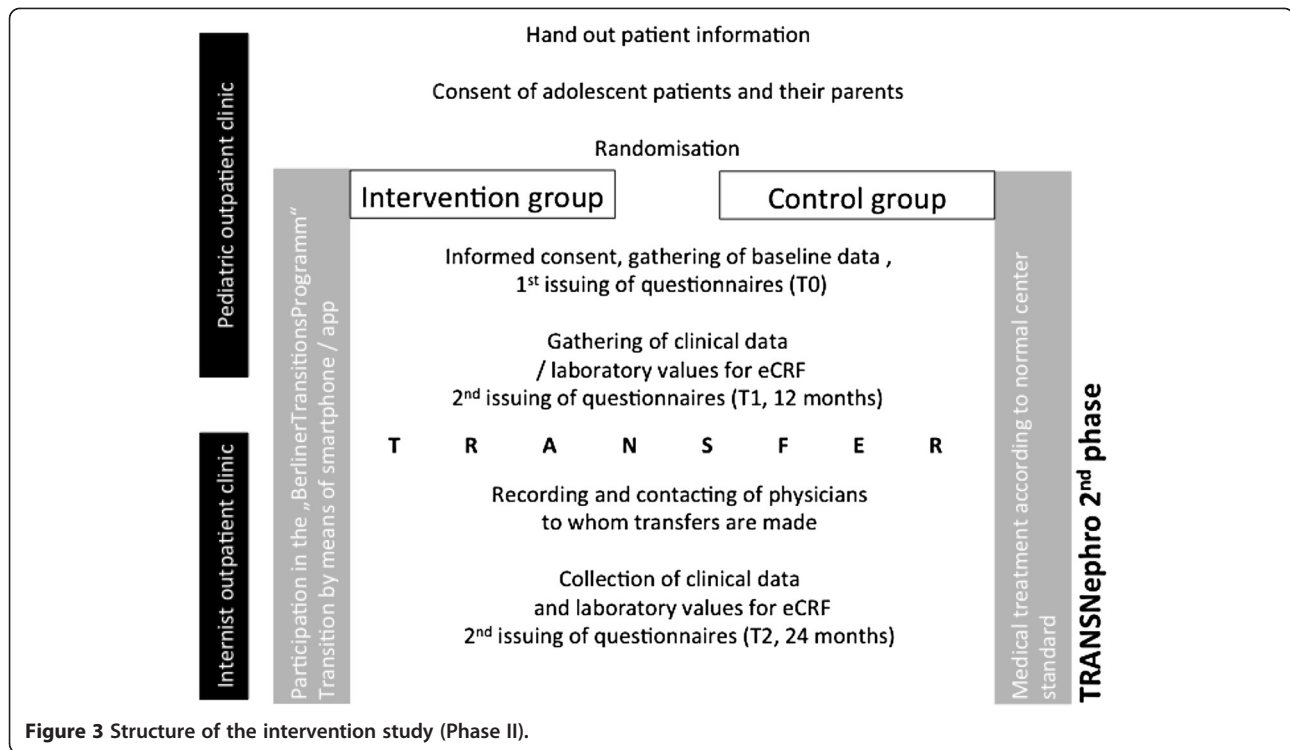 Hand out patient information
Consent of adolescent patients and their parents
Randomisation
Pediatric outpatient clinic
Internist outpatient clinic
Participation in the „BerlinerTransitionsProgramm“
Transition by means of smartphone / app
Intervention group
Control group
Informed consent, gathering of baseline data ,
1st issuing of questionnaires (T0)
Gathering of clinical data
/ laboratory values for eCRF
2nd issuing of questionnaires (T1, 12 months)
T R A N S F E R
Recording and contacting of physicians
to whom transfers are made
Collection of clinical data
and laboratory values for eCRF
2nd issuing of questionnaires (T2, 24 months)
Medical treatment according to normal center
standard
TRANSNephro 2nd phase
Figure 3 Structure of the intervention study (Phase II).